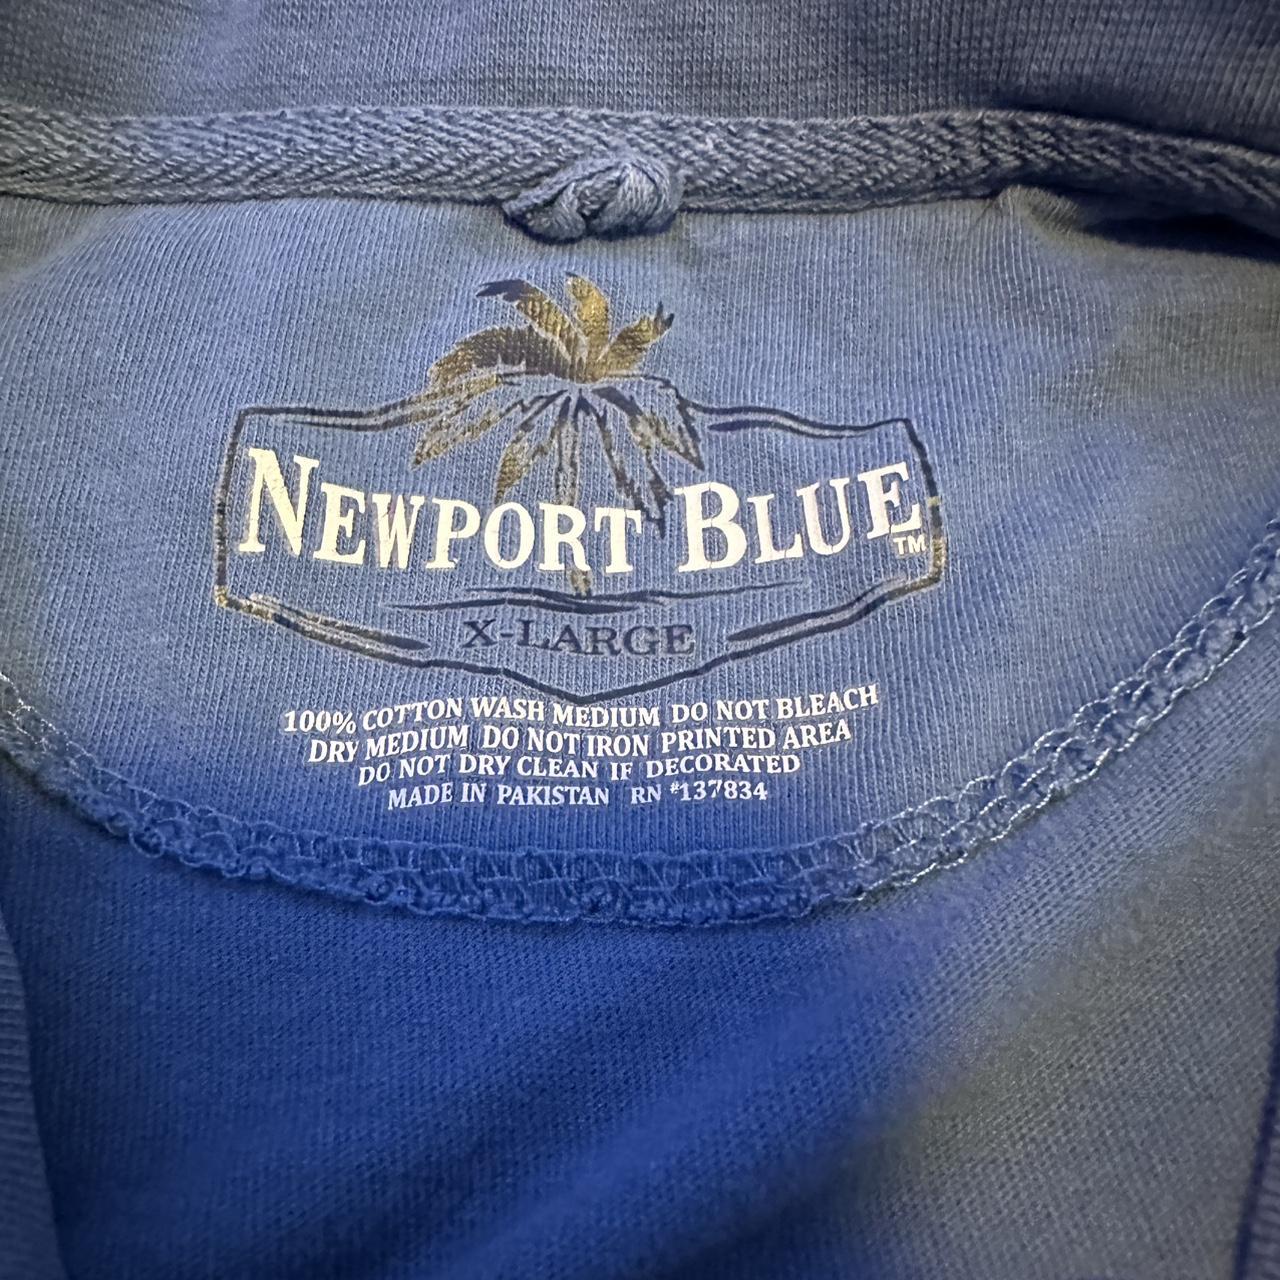 NEWPORT BLUE™
X-LARGE
100% COTTON WASH MEDIUM DO NOT BLEACH
DRY MEDIUM DO NOT IRON PRINTED AREA
DO NOT DRY CLEAN IF DECORATED
MADE IN PAKISTAN RN #137834